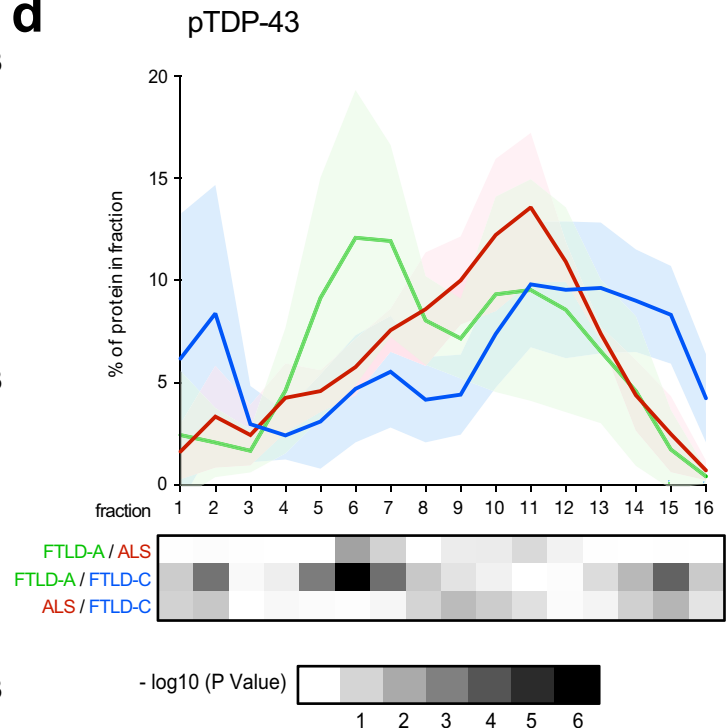 d
pTDP-43
20
15
10
5
0
% of protein in fraction
fraction 1 2 3 4 5 6 7 8 9 10 11 12 13 14 15 16
FTLD-A / ALS
FTLD-A / FTLD-C
ALS / FTLD-C
- log10 (P Value)
1 2 3 4 5 6